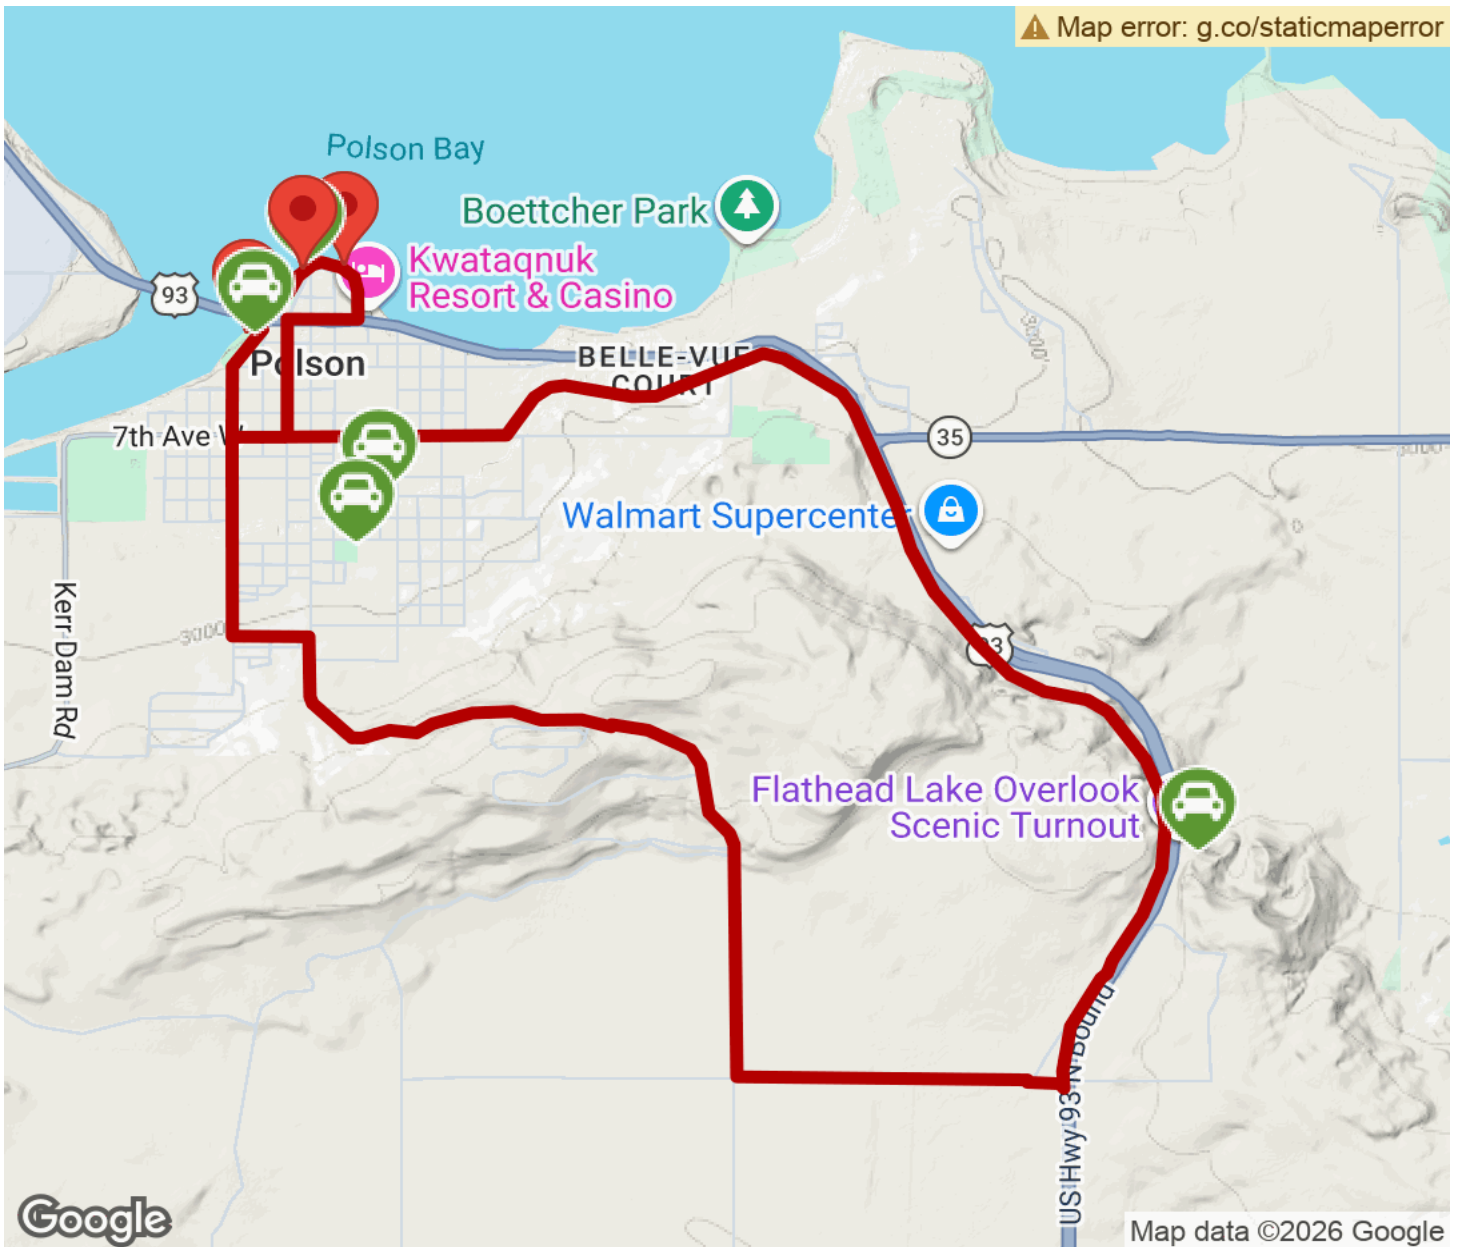 Map error: g.co/staticmaperror
Polson Bay
Boettcher Park
Kwataqnuk
Resort & Casino
93
Polson
BELLE-VUE
COURT
3000'
7th Ave W
35
Walmart Supercenter
Kerr Dam Rd
3000
93
Flathead Lake Overlook
Scenic Turnout
US Hwy 93 N Bound
Google
Map data ©2026 Google